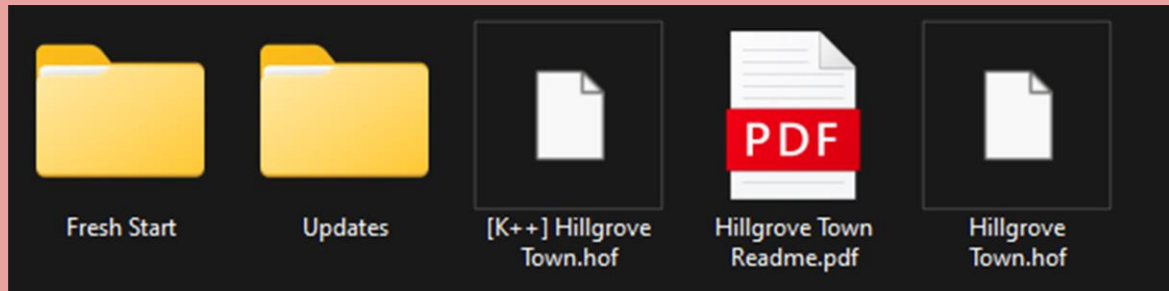 PDF
Fresh Start
Updates
[K++] Hillgrove
Town.hof
Hillgrove Town
Readme.pdf
Hillgrove
Town.hof